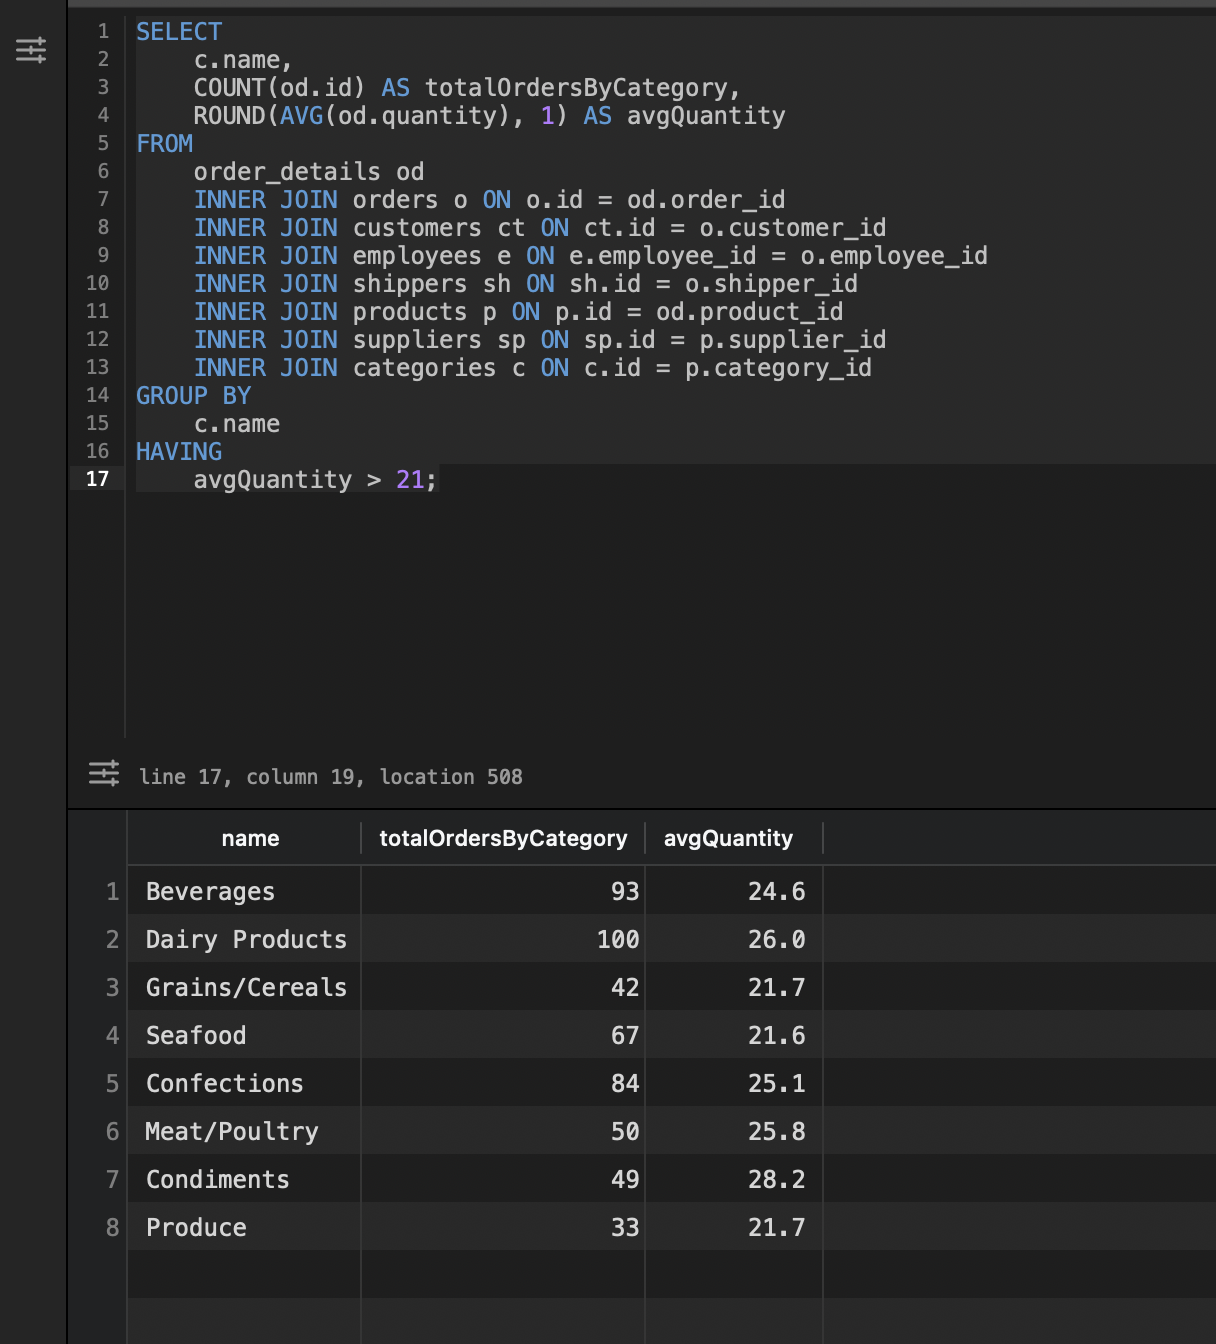 1 SELECT
2     c.name,
3     COUNT(od.id) AS totalOrdersByCategory,
4     ROUND(AVG(od.quantity), 1) AS avgQuantity
5 FROM
6     order_details od
7     INNER JOIN orders o ON o.id = od.order_id
8     INNER JOIN customers ct ON ct.id = o.customer_id
9     INNER JOIN employees e ON e.employee_id = o.employee_id
10     INNER JOIN shippers sh ON sh.id = o.shipper_id
11     INNER JOIN products p ON p.id = od.product_id
12     INNER JOIN suppliers sp ON sp.id = p.supplier_id
13     INNER JOIN categories c ON c.id = p.category_id
14 GROUP BY
15     c.name
16 HAVING
17     avgQuantity > 21;
line 17, column 19, location 508
name totalOrdersByCategory avgQuantity
1 Beverages 93 24.6
2 Dairy Products 100 26.0
3 Grains/Cereals 42 21.7
4 Seafood 67 21.6
5 Confections 84 25.1
6 Meat/Poultry 50 25.8
7 Condiments 49 28.2
8 Produce 33 21.7